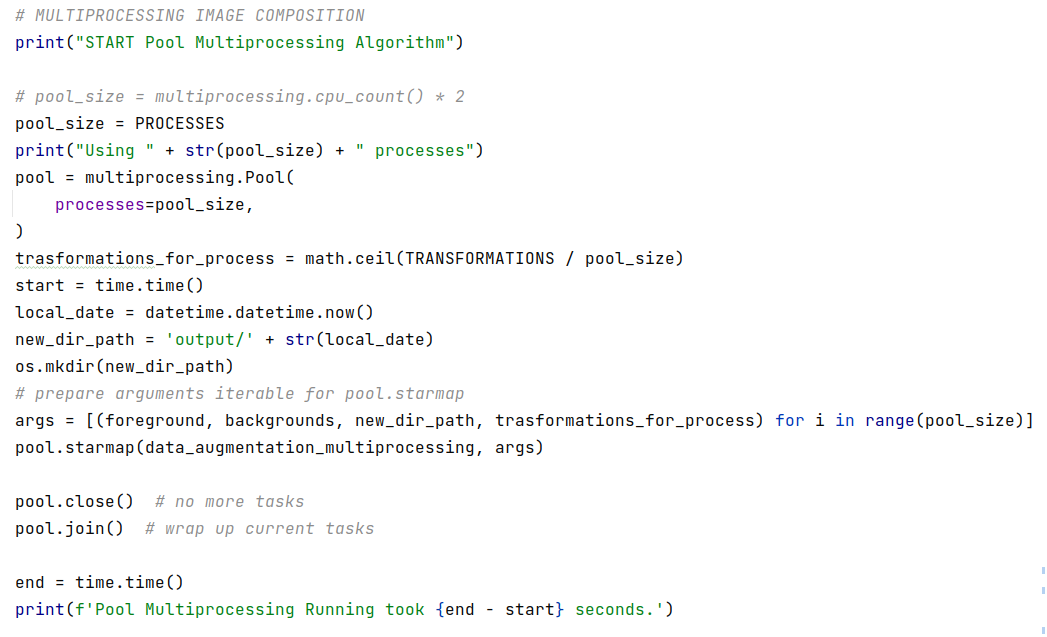 # MULTIPROCESSING IMAGE COMPOSITION
print("START Pool Multiprocessing Algorithm")
# pool_size = multiprocessing.cpu_count() * 2
pool_size = PROCESSES
print("Using " + str(pool_size) + " processes")
pool = multiprocessing.Pool(
    processes=pool_size,
)
trasformations_for_process = math.ceil(TRANSFORMATIONS / pool_size)
start = time.time()
local_date = datetime.datetime.now()
new_dir_path = 'output/' + str(local_date)
os.mkdir(new_dir_path)
# prepare arguments iterable for pool.starmap
args = [(foreground, backgrounds, new_dir_path, trasformations_for_process) for i in range(pool_size)]
pool.starmap(data_augmentation_multiprocessing, args)
pool.close()  # no more tasks
pool.join()  # wrap up current tasks
end = time.time()
print(f'Pool Multiprocessing Running took {end - start} seconds.')